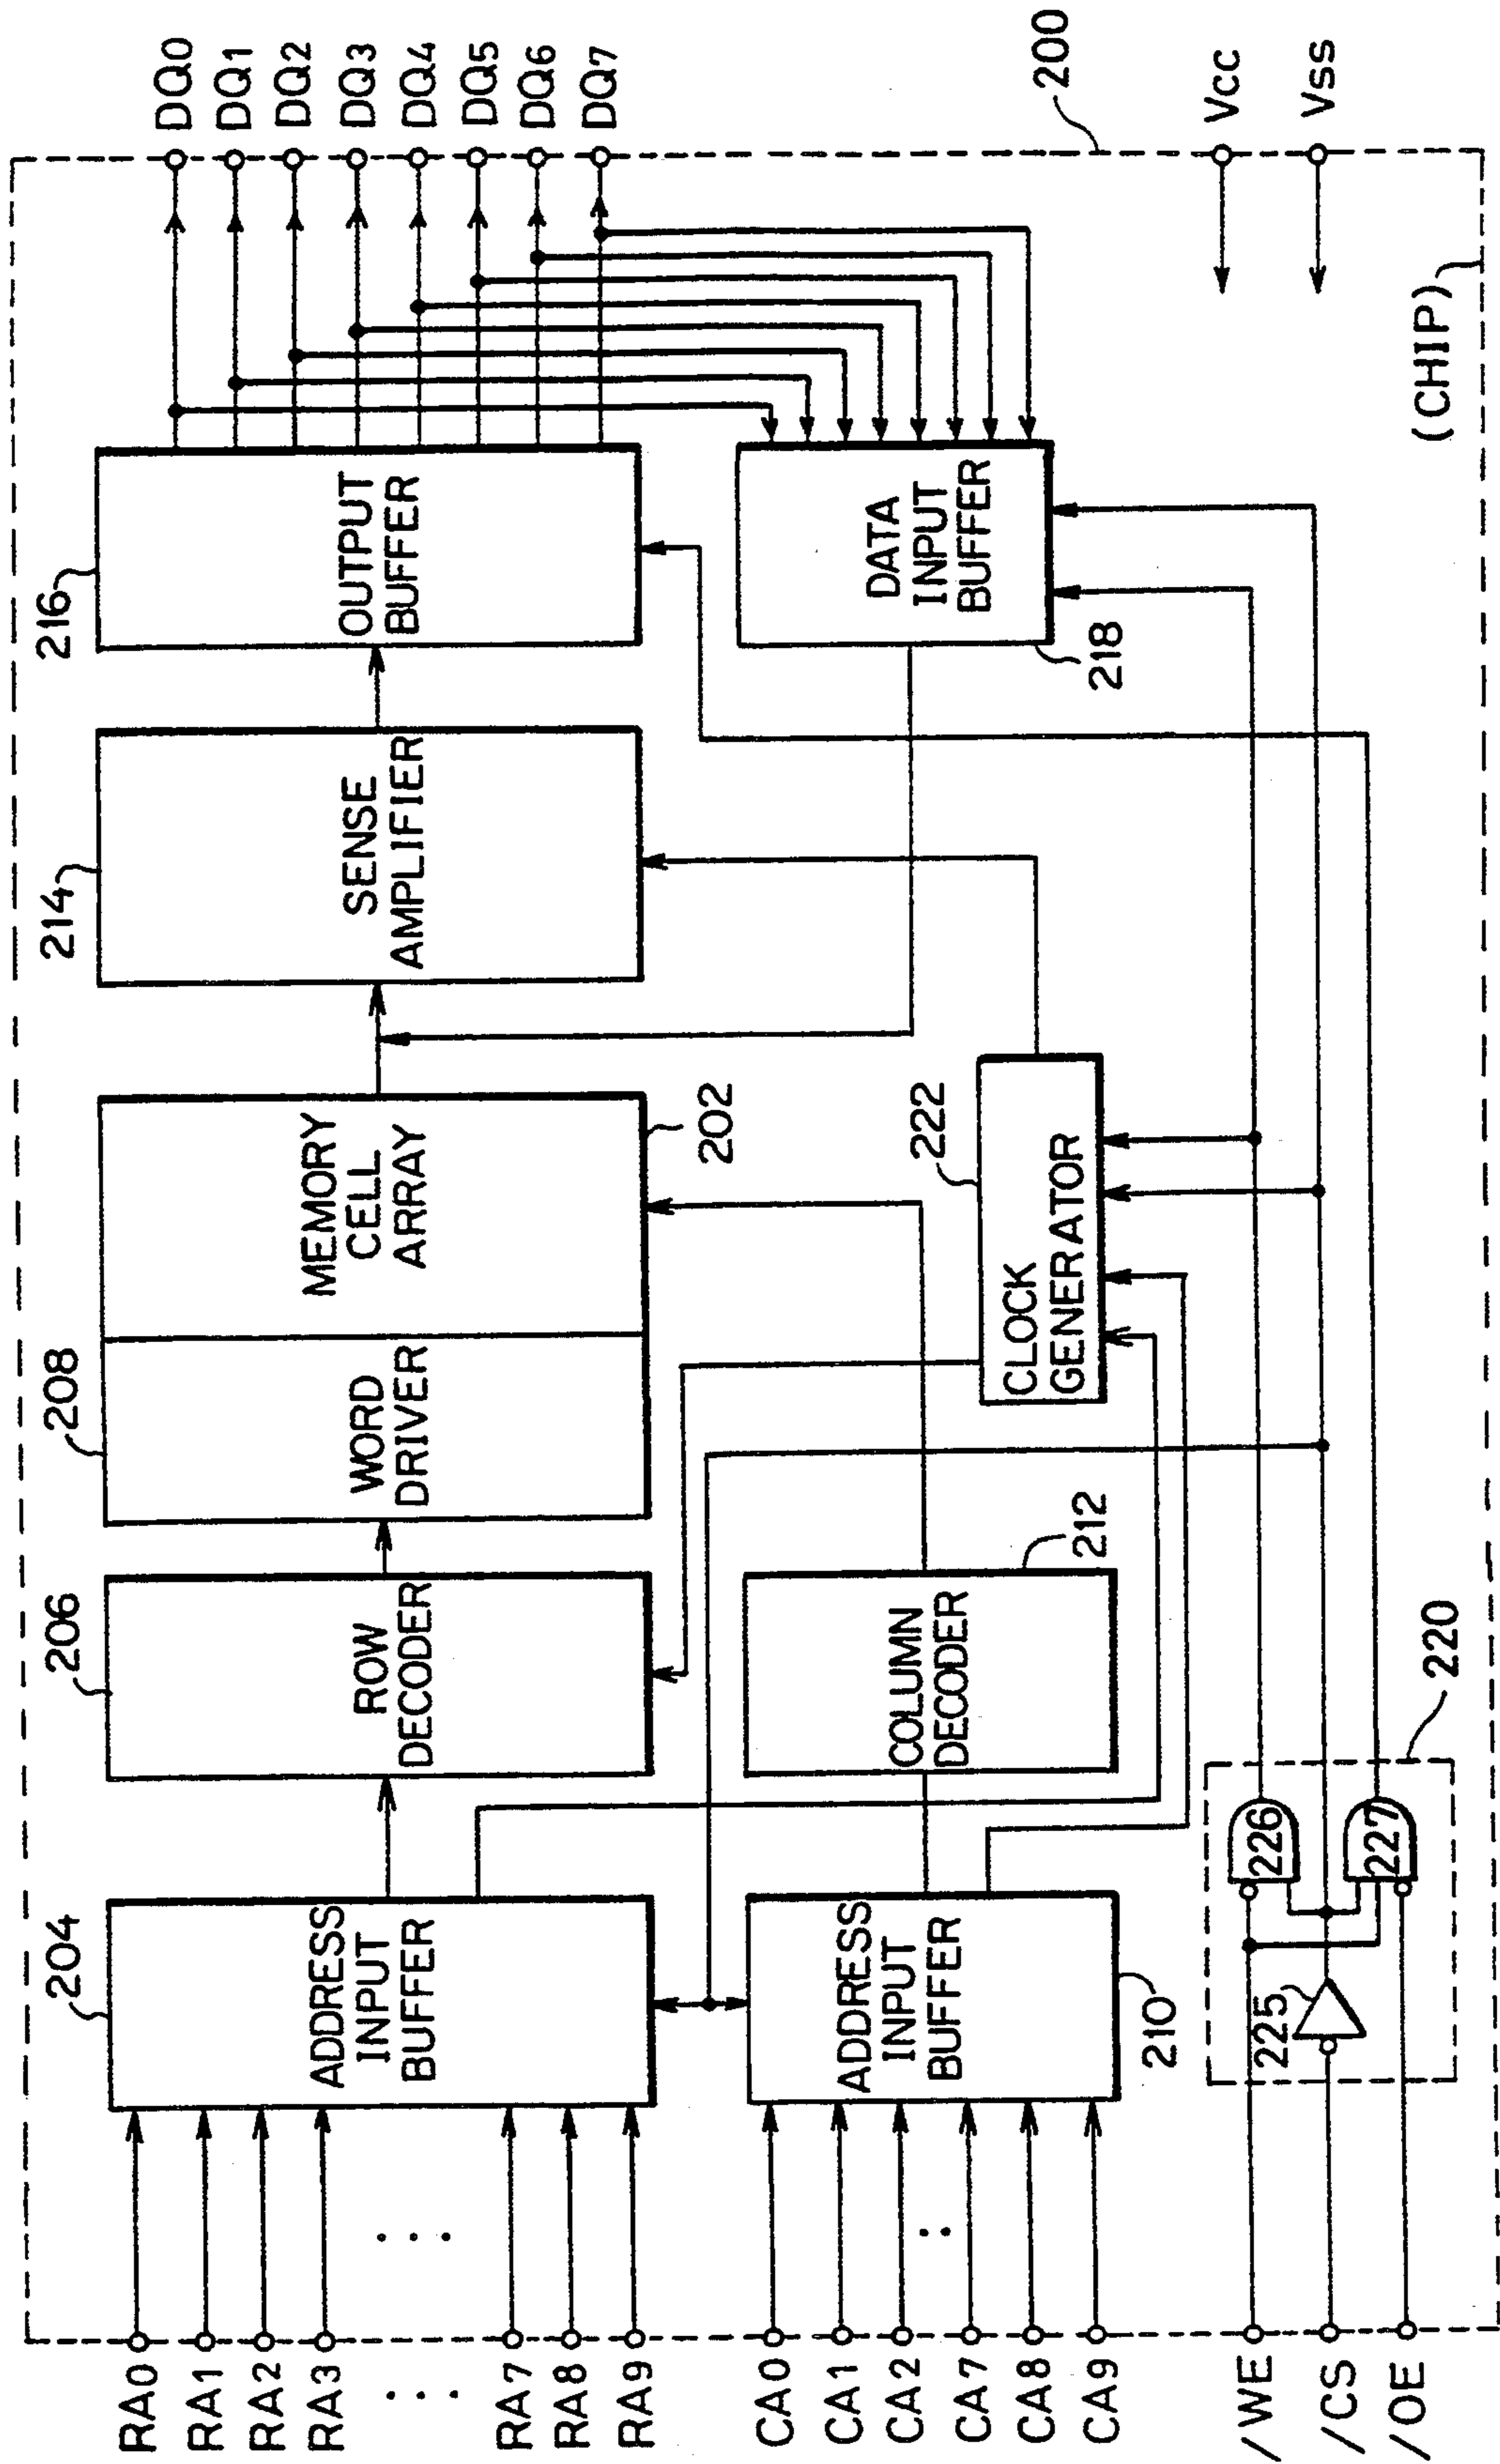 RA0
RA1
RA2
RA3
. . .
RA7
RA8
RA9
CA0
CA1
CA2
CA7
CA8
CA9
/WE
/CS
/OE
. . .
. .
204
ADDRESS
INPUT
BUFFER
206
ROW
DECODER
208
WORD
DRIVER
MEMORY
CELL
ARRAY
202
214
SENSE
AMPLIFIER
216
OUTPUT
BUFFER
DQ0
DQ1
DQ2
DQ3
DQ4
DQ5
DQ6
DQ7
ADDRESS
INPUT
BUFFER
210
COLUMN
DECODER
212
222
CLOCK
GENERATOR
DATA
INPUT
BUFFER
218
225
226
227
220
200
Vcc
Vss
(CHIP)